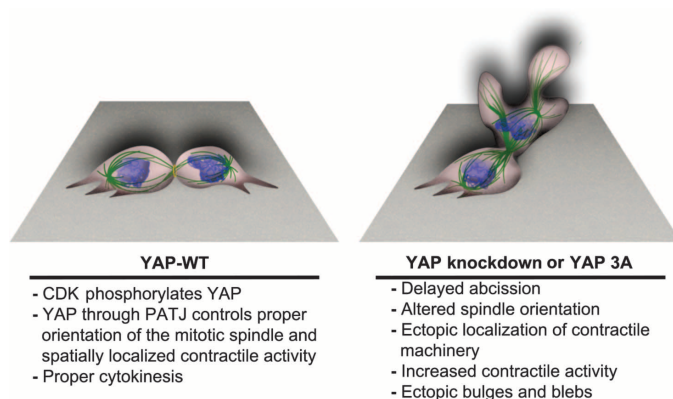 YAP-WT
- CDK phosphorylates YAP
- YAP through PATJ controls proper
orientation of the mitotic spindle and
spatially localized contractile activity
- Proper cytokinesis
YAP knockdown or YAP 3A
- Delayed abcission
- Altered spindle orientation
- Ectopic localization of contractile
machinery
- Increased contractile activity
- Ectopic bulges and blebs